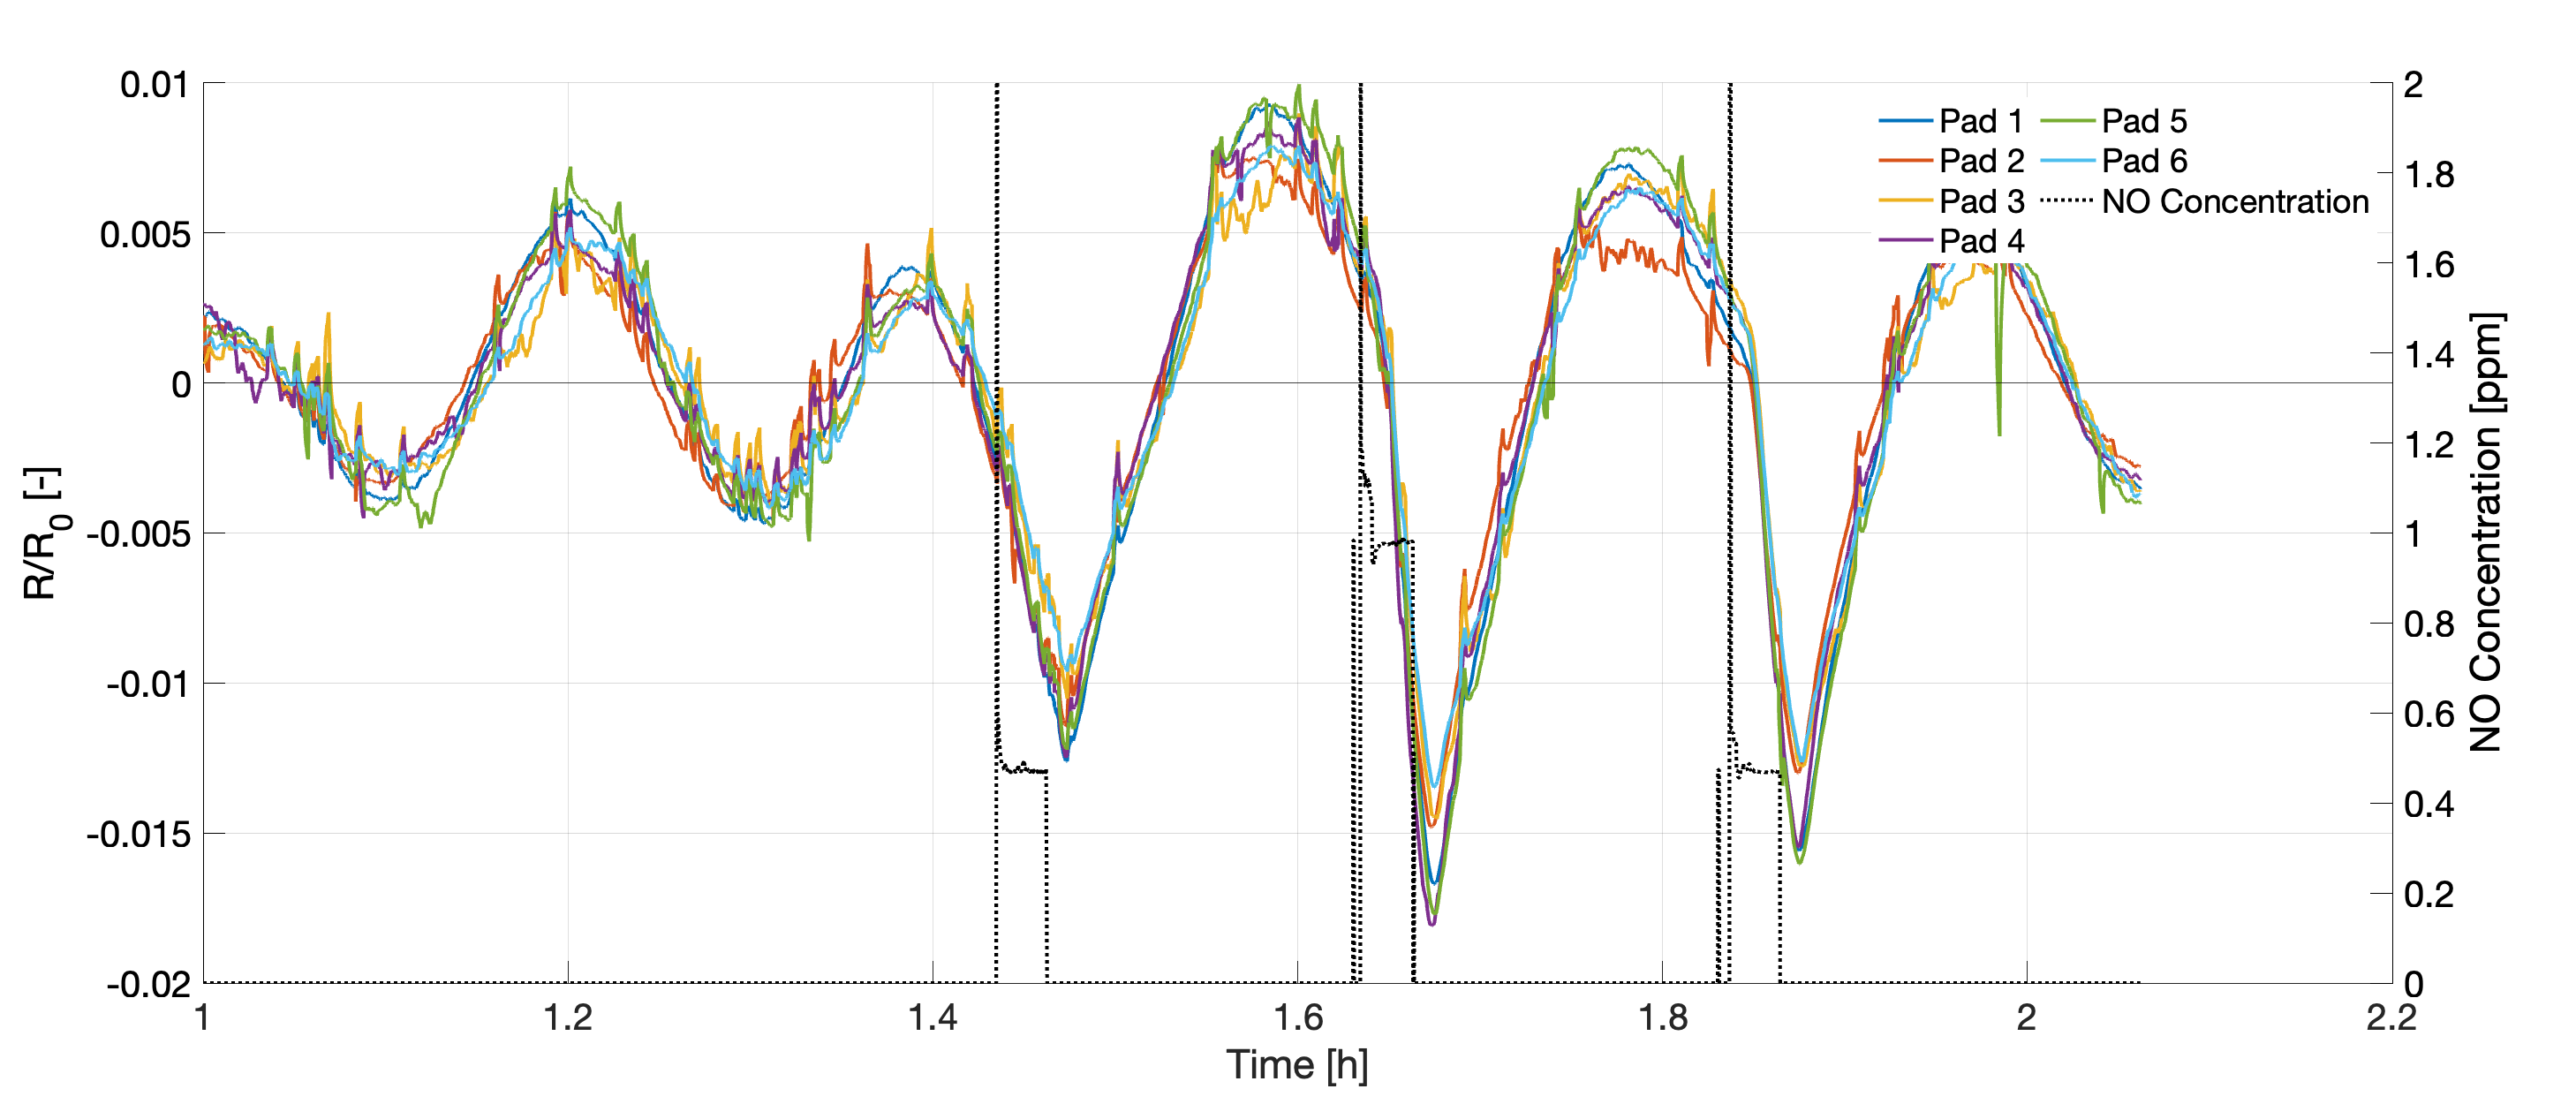 0.01
0.005
0
-0.005
-0.01
-0.015
-0.02
R/R0 [-]
1
1.2
1.4
1.6
1.8
2
2.2
Time [h]
2
1.8
1.6
1.4
1.2
1
0.8
0.6
0.4
0.2
0
NO Concentration [ppm]
Pad 1
Pad 2
Pad 3
Pad 4
Pad 5
Pad 6
NO Concentration